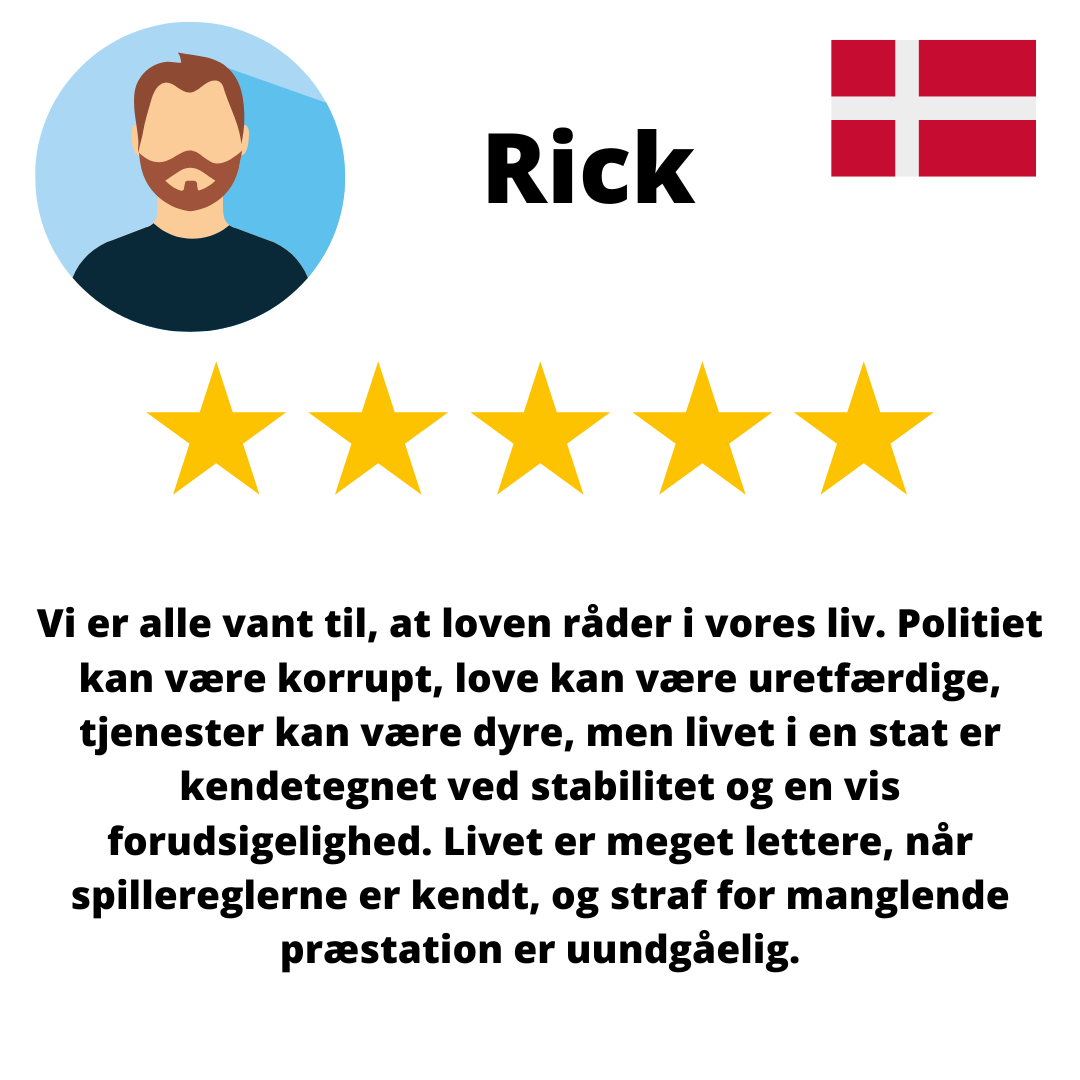 Rick
Vi er alle vant til, at loven råder i vores liv. Politiet
kan være korrupt, love kan være uretfærdige,
tjenester kan være dyre, men livet i en stat er
kendetegnet ved stabilitet og en vis
forudsigelighed. Livet er meget lettere, når
spillereglerne er kendt, og straf for manglende
præstation er uundgåelig.